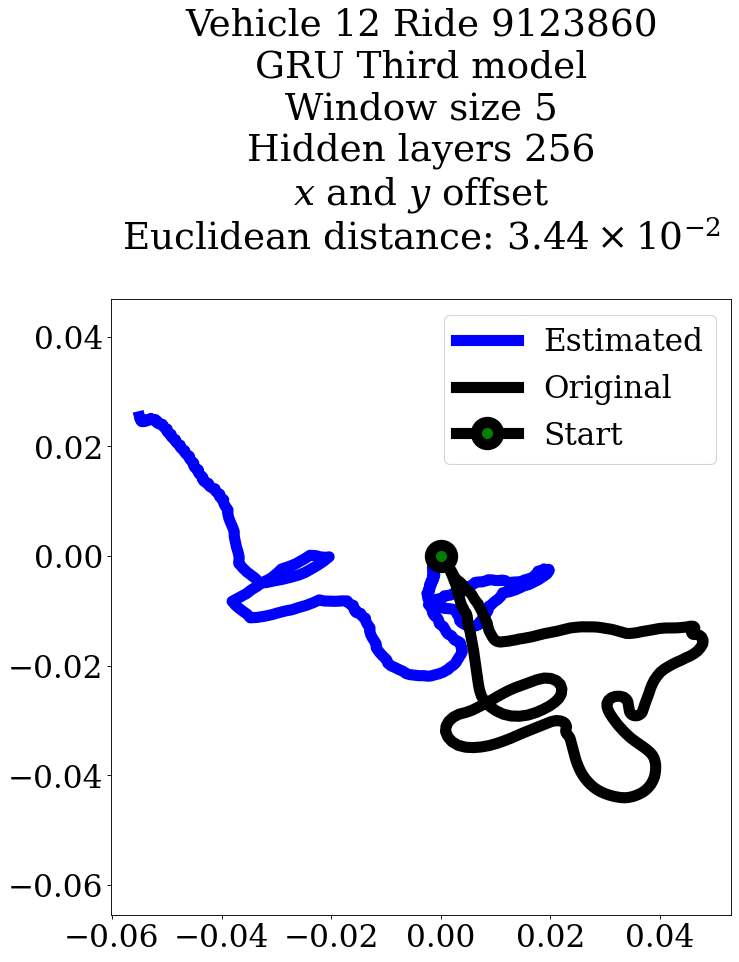 Vehicle 12 Ride 9123860
GRU Third model
Window size 5
Hidden layers 256
x and y offset
Euclidean distance: 3.44 × 10⁻²
Estimated
Original
Start
0.04
0.02
0.00
−0.02
−0.04
−0.06
−0.06 −0.04 −0.02 0.00 0.02 0.04